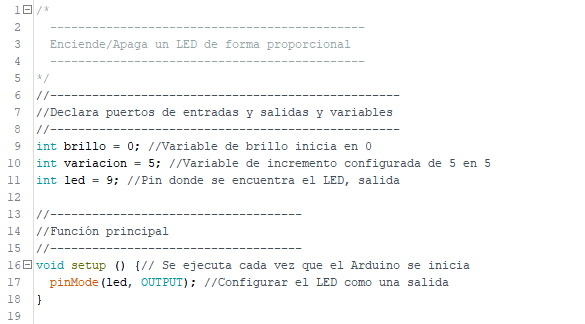 1 /*
2 ---------------------------------------------
3 Enciende/Apaga un LED de forma proporcional
4 ---------------------------------------------
5 */
6 //--------------------------------------------------
7 //Declara puertos de entradas y salidas y variables
8 //--------------------------------------------------
9 int brillo = 0; //Variable de brillo inicia en 0
10 int variacion = 5; //Variable de incremento configurada de 5 en 5
11 int led = 9; //Pin donde se encuentra el LED, salida
12
13 //------------------------------------
14 //Función principal
15 //------------------------------------
16 void setup () {// Se ejecuta cada vez que el Arduino se inicia
17 pinMode(led, OUTPUT); //Configurar el LED como una salida
18 }
19